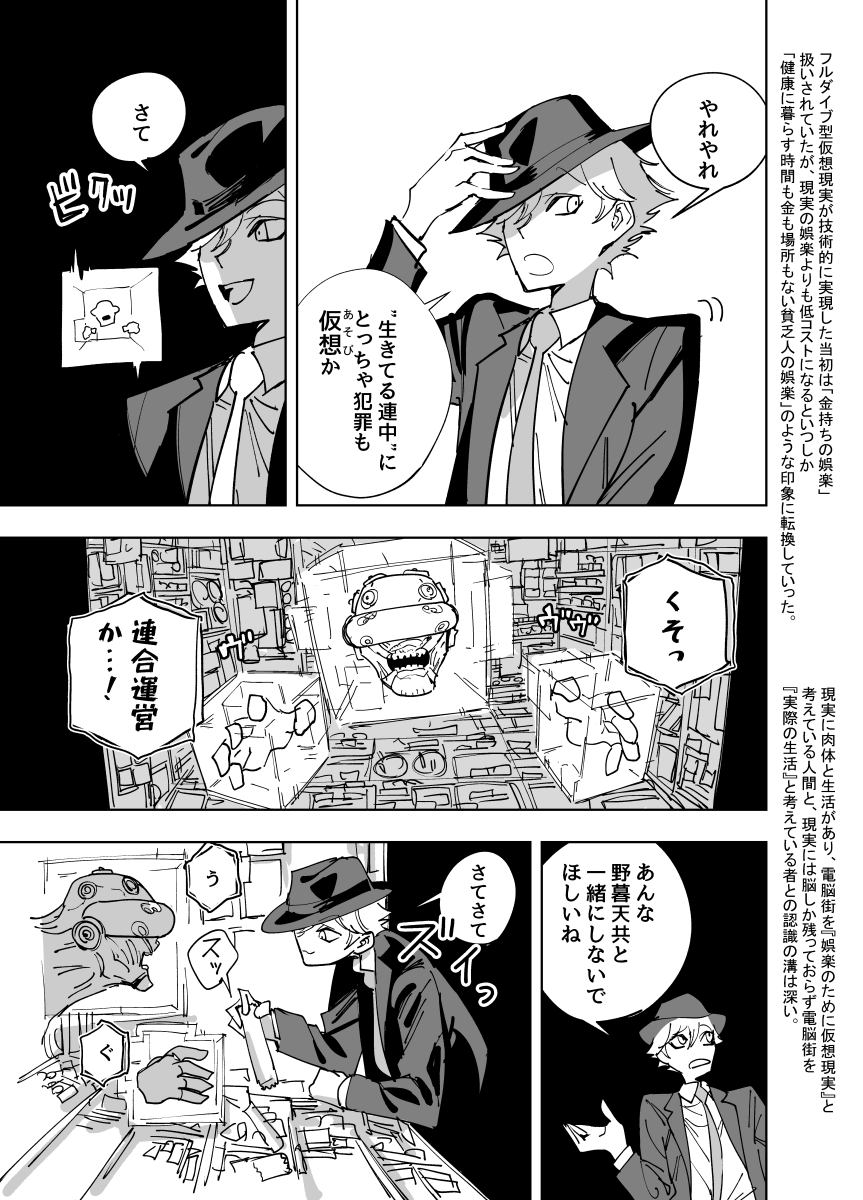 フルダイブ型仮想現実が技術的に実現した当初は「金持ちの娯楽」
扱いされていたが、現実の娯楽よりも低コストになるといつしか
「健康に暮らす時間も金も場所もない貧乏人の娯楽」のような印象に転換していった。
やれやれ
"生きてる連中"に
とっちゃ犯罪も
仮想か
あそび
さて
ビクッ
くそっ
ヴヴ
ヴヴ
連合運営
か…!
現実に肉体と生活があり、電脳街を『娯楽のために仮想現実』と
考えている人間と、現実には脳しか残っておらず電脳街を
『実際の生活』と考えている者との認識の溝は深い。
あんな
野暮天共と
一緒にしないで
ほしいね
さてさて
ズイっ
スッ
う
ぐ